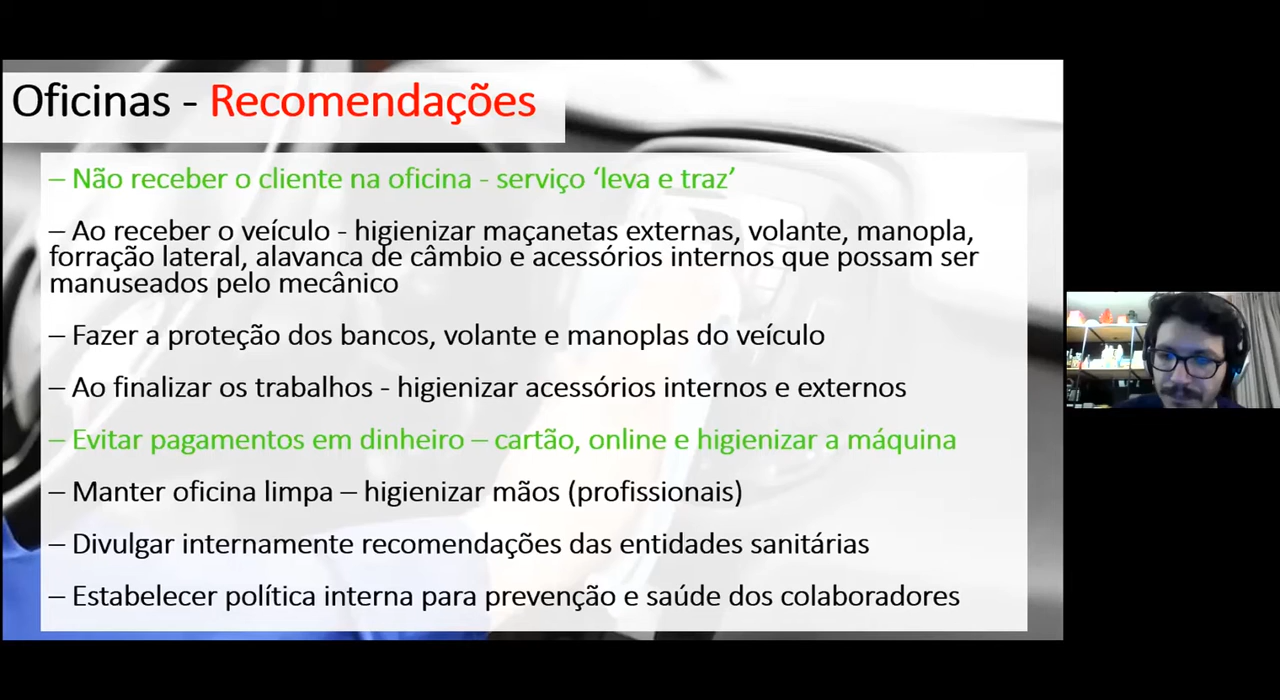 Oficinas - Recomendações
– Não receber o cliente na oficina - serviço ‘leva e traz’
– Ao receber o veículo - higienizar maçanetas externas, volante, manopla,
forração lateral, alavanca de câmbio e acessórios internos que possam ser
manuseados pelo mecânico
– Fazer a proteção dos bancos, volante e manoplas do veículo
– Ao finalizar os trabalhos - higienizar acessórios internos e externos
– Evitar pagamentos em dinheiro – cartão, online e higienizar a máquina
– Manter oficina limpa – higienizar mãos (profissionais)
– Divulgar internamente recomendações das entidades sanitárias
– Estabelecer política interna para prevenção e saúde dos colaboradores